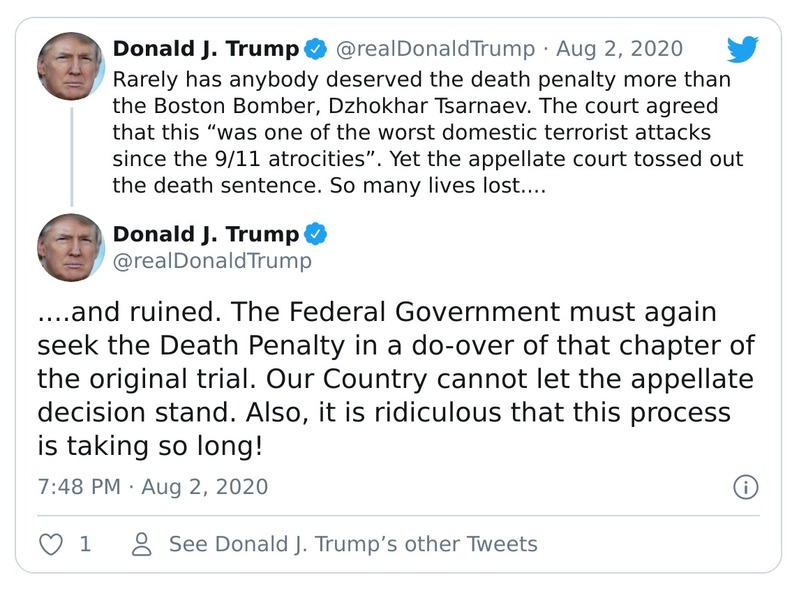 Donald J. Trump @realDonaldTrump · Aug 2, 2020
Rarely has anybody deserved the death penalty more than
the Boston Bomber, Dzhokhar Tsarnaev. The court agreed
that this “was one of the worst domestic terrorist attacks
since the 9/11 atrocities”. Yet the appellate court tossed out
the death sentence. So many lives lost....
Donald J. Trump
@realDonaldTrump
....and ruined. The Federal Government must again
seek the Death Penalty in a do-over of that chapter of
the original trial. Our Country cannot let the appellate
decision stand. Also, it is ridiculous that this process
is taking so long!
7:48 PM · Aug 2, 2020
1 See Donald J. Trump’s other Tweets